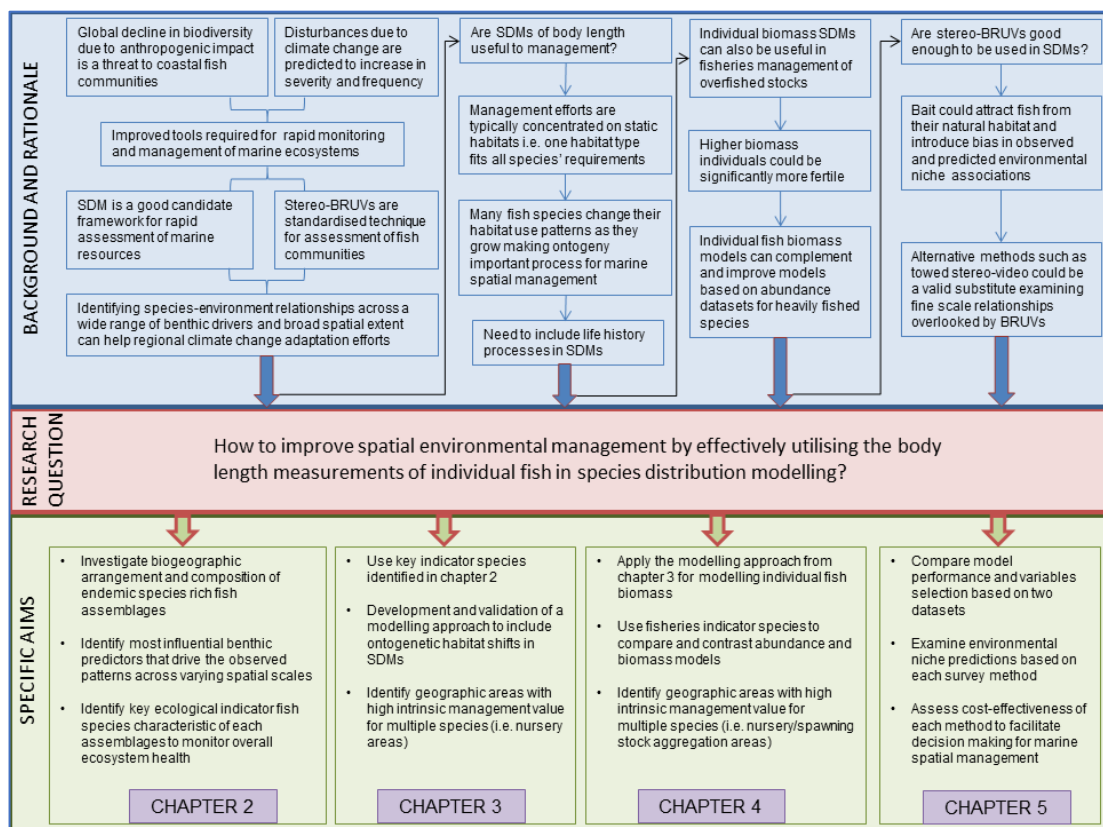 BACKGROUND AND RATIONALE
Global decline in biodiversity
due to anthropogenic impact
is a threat to coastal fish
communities
Disturbances due to
climate change are
predicted to increase in
severity and frequency
Improved tools required for rapid monitoring
and management of marine ecosystems
SDM is a good candidate
framework for rapid
assessment of marine
resources
Stereo-BRUVs are
standardised technique
for assessment of fish
communities
Identifying species-environment relationships across
a wide range of benthic drivers and broad spatial extent
can help regional climate change adaptation efforts
Are SDMs of body length
useful to management?
Management efforts are
typically concentrated on static
habitats i.e. one habitat type
fits all species' requirements
Many fish species change their
habitat use patterns as they
grow making ontogeny
important process for marine
spatial management
Need to include life history
processes in SDMs
Individual biomass SDMs
can also be useful in
fisheries management of
overfished stocks
Higher biomass
individuals could be
significantly more fertile
Individual fish biomass
models can complement
and improve models
based on abundance
datasets for heavily fished
species
Are stereo-BRUVs good
enough to be used in SDMs?
Bait could attract fish from
their natural habitat and
introduce bias in observed
and predicted environmental
niche associations
Alternative methods such as
towed stereo-video could be
a valid substitute examining
fine scale relationships
overlooked by BRUVs
RESEARCH
QUESTION
How to improve spatial environmental management by effectively utilising the body
length measurements of individual fish in species distribution modelling?
SPECIFIC AIMS
• Investigate biogeographic
arrangement and composition of
endemic species rich fish
assemblages
• Identify most influential benthic
predictors that drive the observed
patterns across varying spatial scales
• Identify key ecological indicator fish
species characteristic of each
assemblages to monitor overall
ecosystem health
CHAPTER 2
• Use key indicator species
identified in chapter 2
• Development and validation of a
modelling approach to include
ontogenetic habitat shifts in
SDMs
• Identify geographic areas with
high intrinsic management value
for multiple species (i.e. nursery
areas)
CHAPTER 3
• Apply the modelling approach from
chapter 3 for modelling individual fish
biomass
• Use fisheries indicator species to
compare and contrast abundance and
biomass models
• Identify geographic areas with high
intrinsic management value for
multiple species (i.e. nursery/spawning
stock aggregation areas)
CHAPTER 4
• Compare model
performance and variables
selection based on two
datasets
• Examine environmental
niche predictions based on
each survey method
• Assess cost-effectiveness of
each method to facilitate
decision making for marine
spatial management
CHAPTER 5